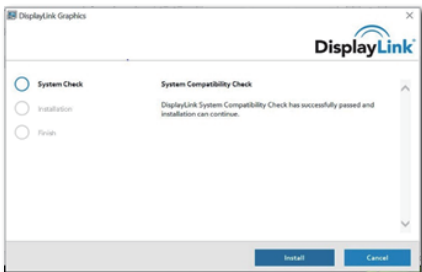 DisplayLink Graphics
DisplayLink
System Check
System Compatibility Check
DisplayLink System Compatibility Check has successfully passed and
installation can continue.
Installation
Finish
Install
Cancel